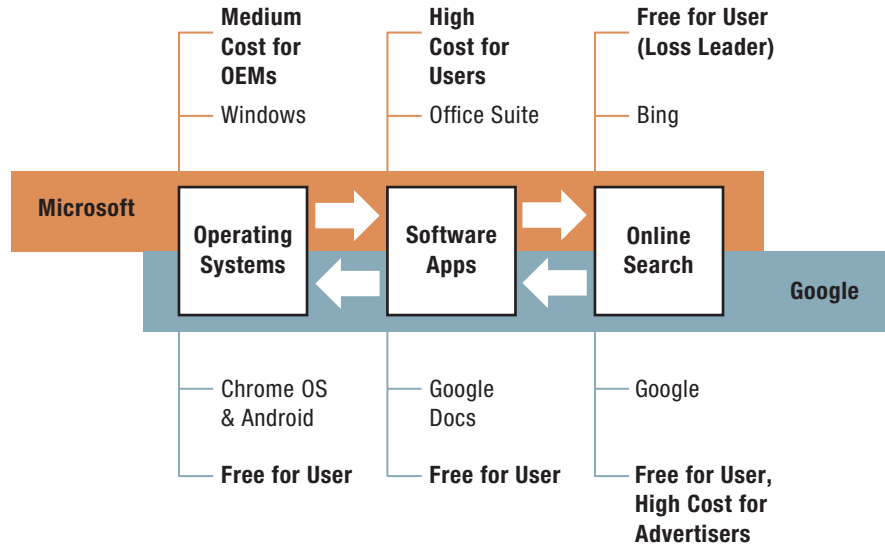 Medium
Cost for
OEMs
High
Cost for
Users
Free for User
(Loss Leader)
Windows
Office Suite
Bing
Microsoft
Operating
Systems
Software
Apps
Online
Search
Google
Chrome OS
& Android
Google
Docs
Google
Free for User
Free for User
Free for User,
High Cost for
Advertisers